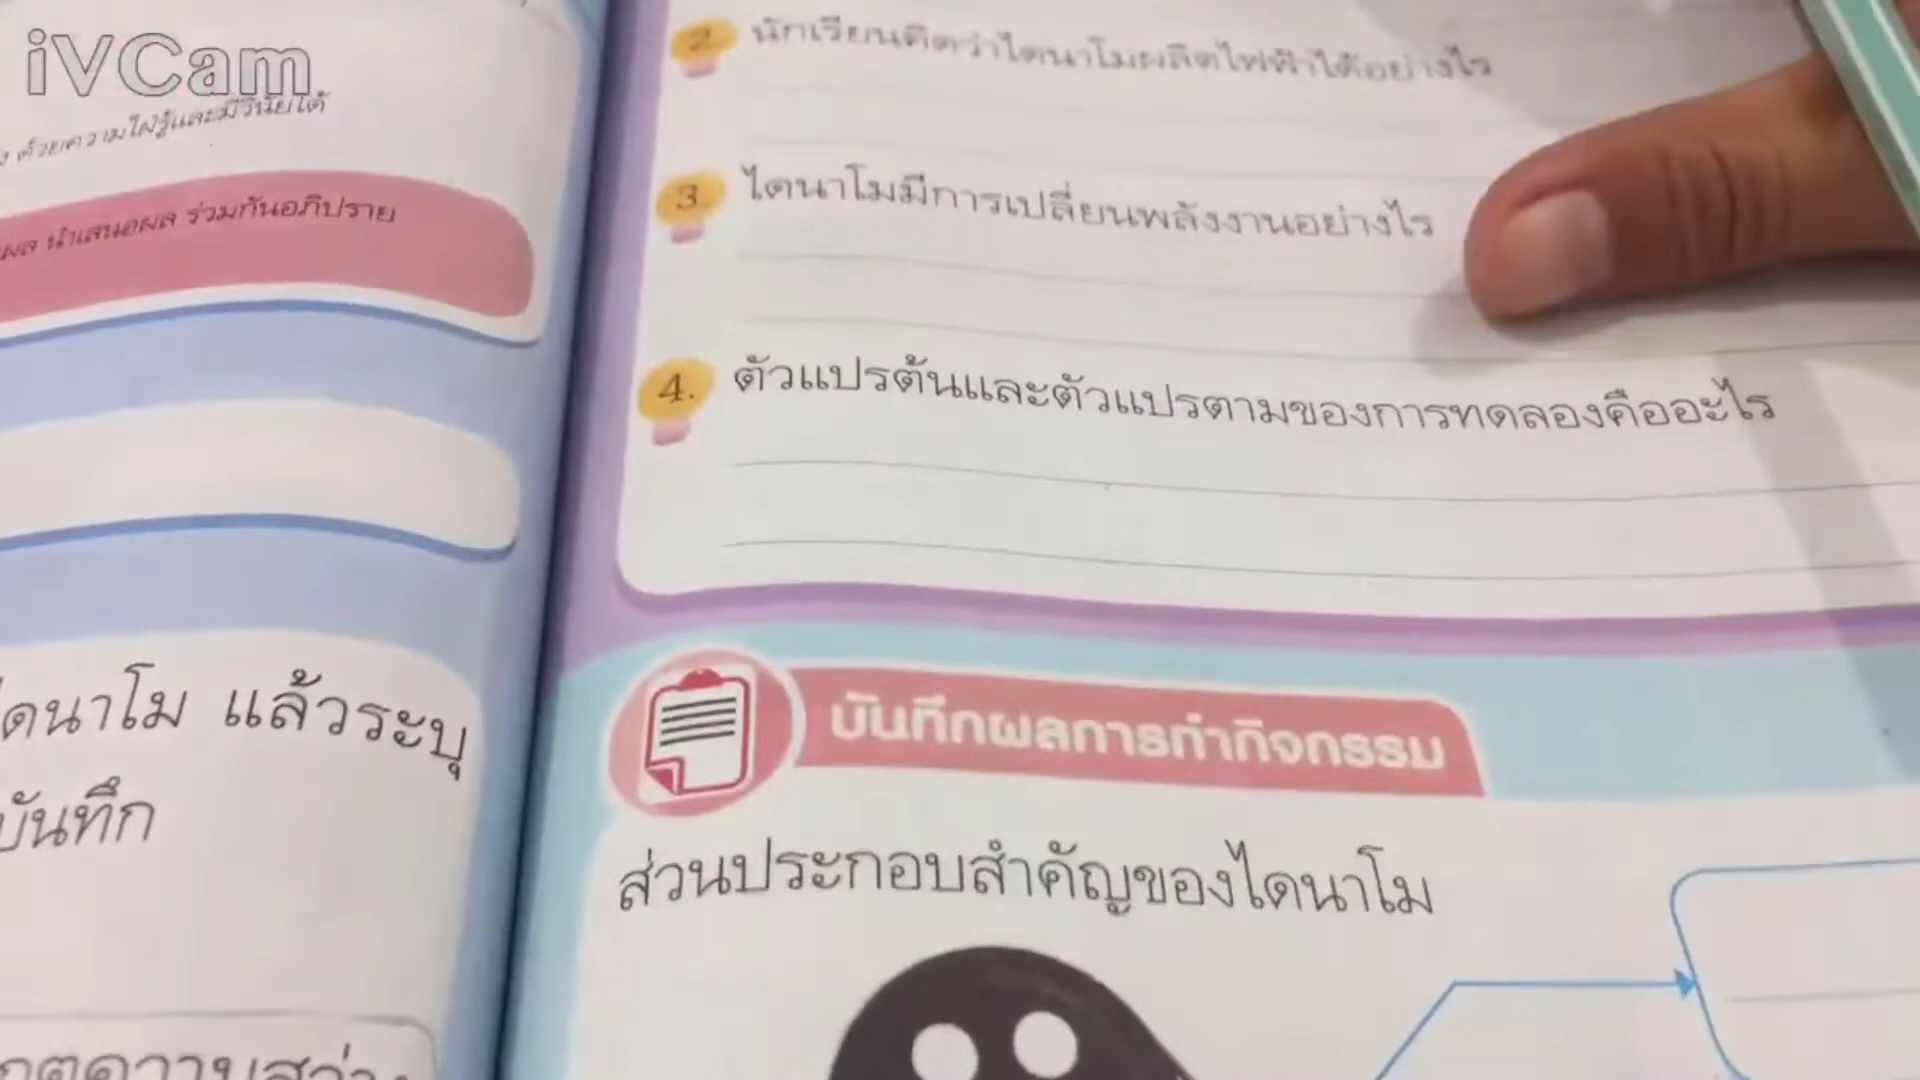 iVCam
ด้วยความใฝ่รู้และมีวินัยได้
ผล นำเสนอผล ร่วมกันอภิปราย
ดนาโม แล้วระบุ
บันทึก
2. นักเรียนคิดว่าไดนาโมผลิตไฟฟ้าได้อย่างไร
3. ไดนาโมมีการเปลี่ยนพลังงานอย่างไร
4. ตัวแปรต้นและตัวแปรตามของการทดลองคืออะไร
บันทึกผลการทำกิจกรรม
ส่วนประกอบสำคัญของไดนาโม